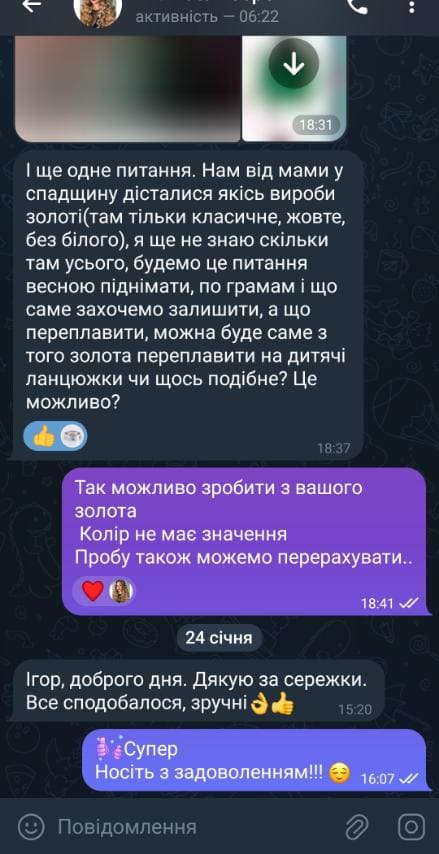 активність — 06:22
18:31
І ще одне питання. Нам від мами у
спадщину дісталися якісь вироби
золоті(там тільки класичне, жовте,
без білого), я ще не знаю скільки
там усього, будемо це питання
весною піднімати, по грамам і що
саме захочемо залишити, а що
переплавити, можна буде саме з
того золота переплавити на дитячі
ланцюжки чи щось подібне? Це
можливо?
18:37
Так можливо зробити з вашого
золота
Колір не має значення
Пробу також можемо перерахувати..
18:41
24 січня
Ігор, доброго дня. Дякую за сережки.
Все сподобалося, зручні👌👍
15:20
Супер
Носіть з задоволенням!!! 😌
16:07
Повідомлення